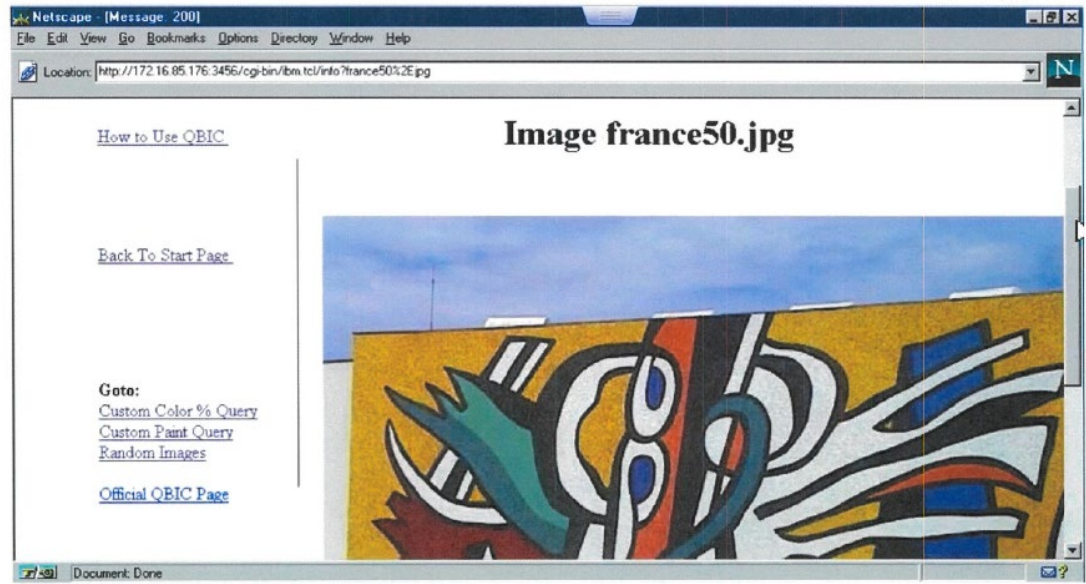 Netscape - [Message: 200]
File Edit View Go Bookmarks Options Directory Window Help
Location: http://172.16.85.176:3456/cgi-bin/ibm.tcl/info?france50%2Ejpg
N
How to Use QBIC
Image france50.jpg
Back To Start Page
Goto:
Custom Color % Query
Custom Paint Query
Random Images
Official QBIC Page
Document: Done